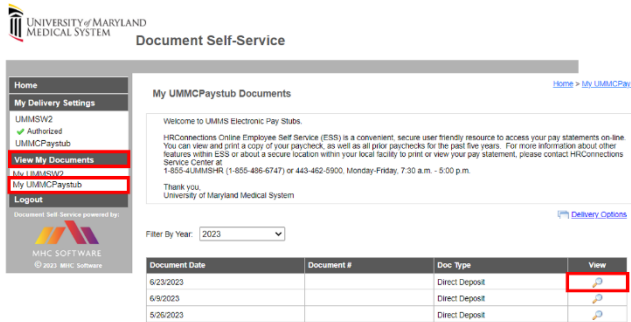 UNIVERSITY of MARYLAND
MEDICAL SYSTEM
Document Self-Service
Home
My Delivery Settings
UMMSW2
Authorized
UMMCPaystub
View My Documents
My UMMSW2
My UMMCPaystub
Logout
Document Self Service powered by:
MHC SOFTWARE
© 2023 MHC Software
Home > My UMMCPay
My UMMCPaystub Documents
Welcome to UMMS Electronic Pay Stubs.
HRConnections Online Employee Self Service (ESS) is a convenient, secure user friendly resource to access your pay statements on-line.
You can view and print a copy of your paycheck, as well as all prior paychecks for the past five years. For more information about other
features within ESS or about a secure location within your local facility to print or view your pay statement, please contact HRConnections
Service Center at
1-855-4UMMSHR (1-855-486-6747) or 443-462-5900, Monday-Friday, 7:30 a.m. - 5:00 p.m.
Thank you,
University of Maryland Medical System
Delivery Options
Filter By Year: 2023
Document Date Document # Doc Type View
6/23/2023 Direct Deposit
6/9/2023 Direct Deposit
5/26/2023 Direct Deposit